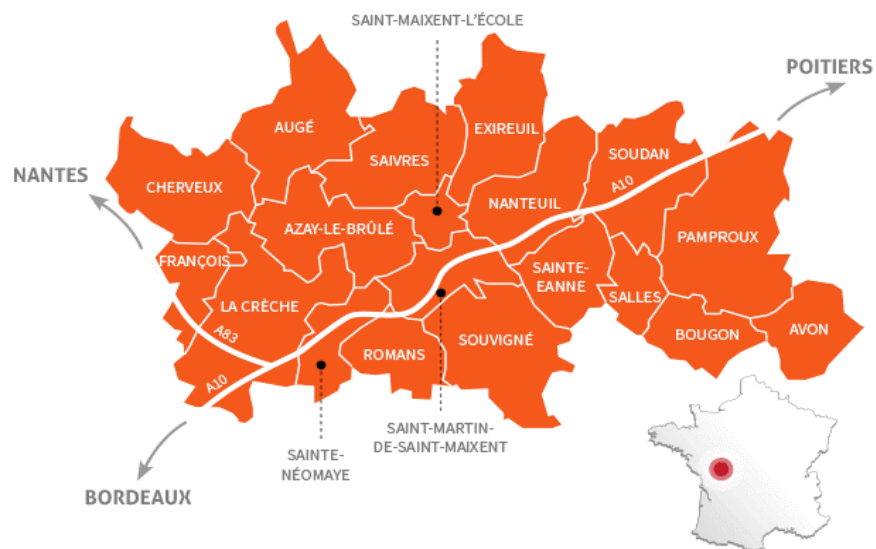 SAINT-MAIXENT-L'ÉCOLE
POITIERS
AUGÉ
EXIREUIL
SAIVRES
SOUDAN
NANTES
CHERVEUX
A10
NANTEUIL
AZAY-LE-BRÛLÉ
PAMPROUX
FRANÇOIS
SAINTE-
EANNE
LA CRÈCHE
SALLES
A83
SOUVIGNÉ
BOUGON
AVON
ROMANS
A10
SAINT-MARTIN-
DE-SAINT-MAIXENT
SAINTE-
NÉOMAYE
BORDEAUX